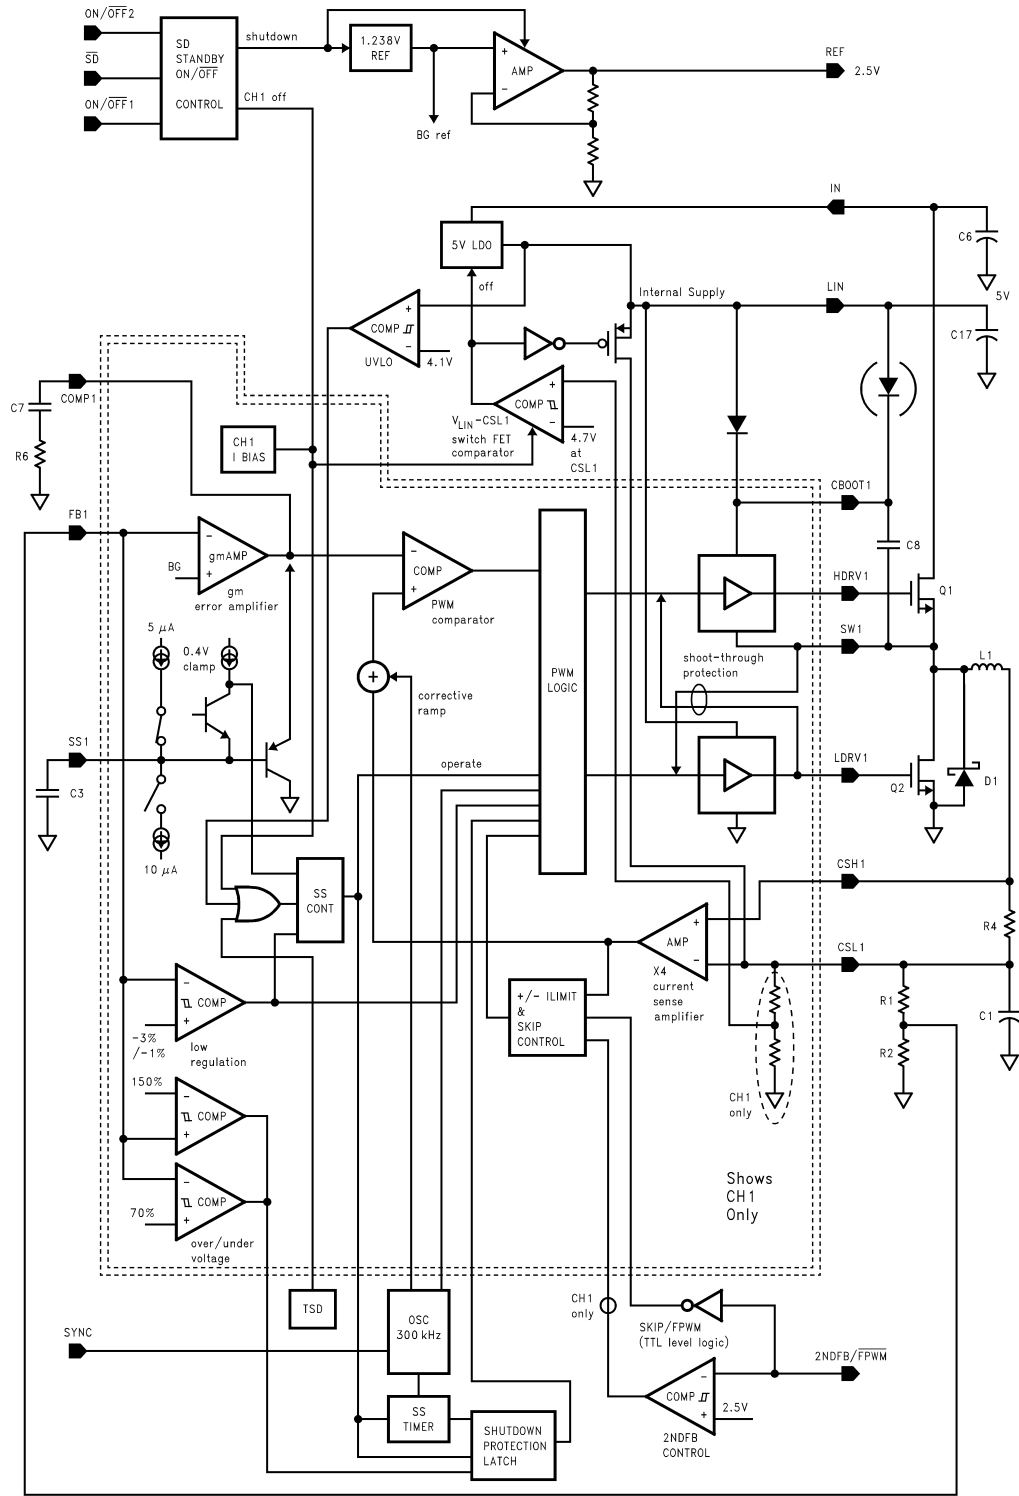 ON/OFF2
SD
ON/OFF1
SD
STANDBY
ON/OFF
CONTROL
shutdown
CH1 off
1.238V
REF
BG ref
+
AMP
−
REF
2.5V
IN
C6
5V LDO
off
Internal Supply
LIN
5V
C17
+
COMP
−
UVLO
4.1V
+
COMP
−
VLIN-CSL1
switch FET
comparator
4.7V
at
CSL1
COMP1
C7
R6
CH1
I BIAS
CBOOT1
C8
FB1
−
gmAMP
+
BG
gm
error amplifier
−
COMP
+
PWM
comparator
HDRV1
Q1
SW1
L1
5 μA
0.4V
clamp
+
corrective
ramp
PWM
LOGIC
shoot-through
protection
SS1
C3
10 μA
operate
LDRV1
Q2
D1
SS
CONT
CSH1
R4
+
AMP
−
X4
current
sense
amplifier
CSL1
+/− ILIMIT
&
SKIP
CONTROL
R1
R2
C1
−
COMP
+
−3%
/−1%
low
regulation
150%
−
COMP
+
−
COMP
+
70%
over/under
voltage
CH1
only
Shows
CH1
Only
TSD
OSC
300 kHz
SYNC
CH1
only
SKIP/FPWM
(TTL level logic)
2NDFB/FPWM
−
COMP
+
2.5V
2NDFB
CONTROL
SS
TIMER
SHUTDOWN
PROTECTION
LATCH